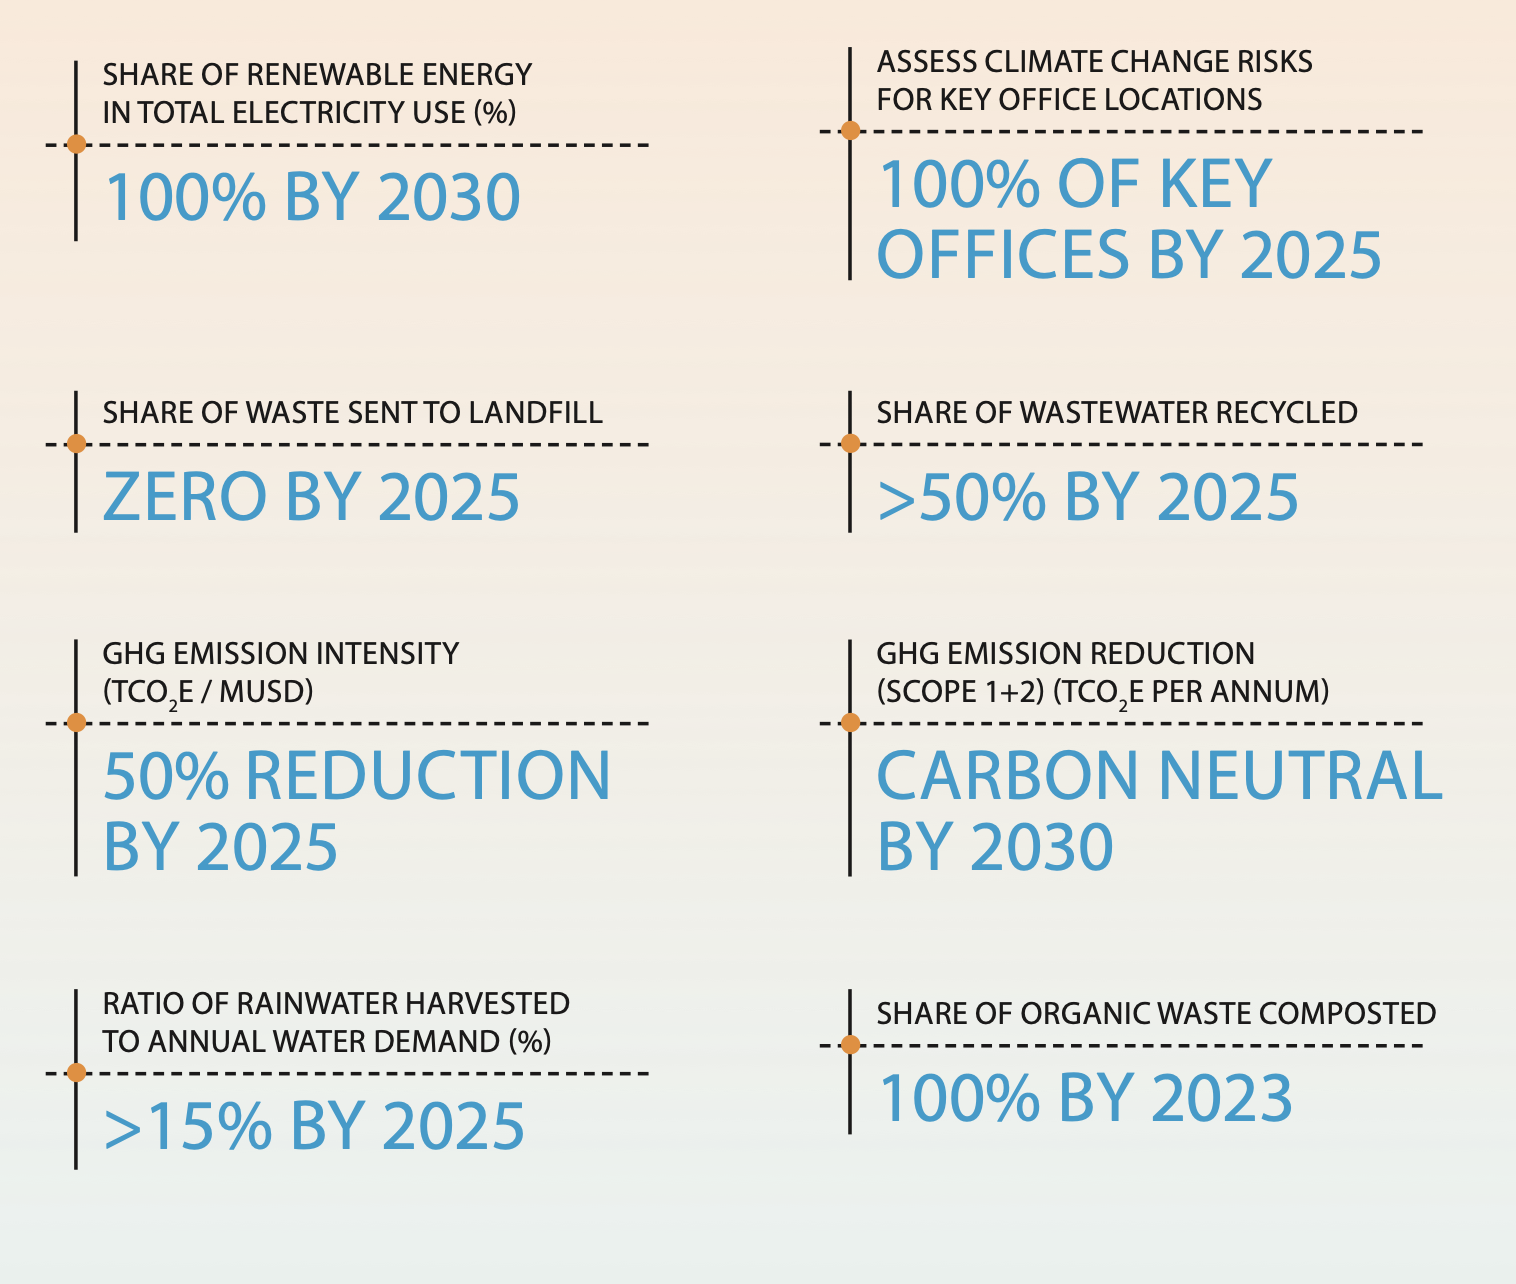 SHARE OF RENEWABLE ENERGY
IN TOTAL ELECTRICITY USE (%)
100% BY 2030
ASSESS CLIMATE CHANGE RISKS
FOR KEY OFFICE LOCATIONS
100% OF KEY
OFFICES BY 2025
SHARE OF WASTE SENT TO LANDFILL
ZERO BY 2025
SHARE OF WASTEWATER RECYCLED
>50% BY 2025
GHG EMISSION INTENSITY
(TCO₂E / MUSD)
50% REDUCTION
BY 2025
GHG EMISSION REDUCTION
(SCOPE 1+2) (TCO₂E PER ANNUM)
CARBON NEUTRAL
BY 2030
RATIO OF RAINWATER HARVESTED
TO ANNUAL WATER DEMAND (%)
>15% BY 2025
SHARE OF ORGANIC WASTE COMPOSTED
100% BY 2023